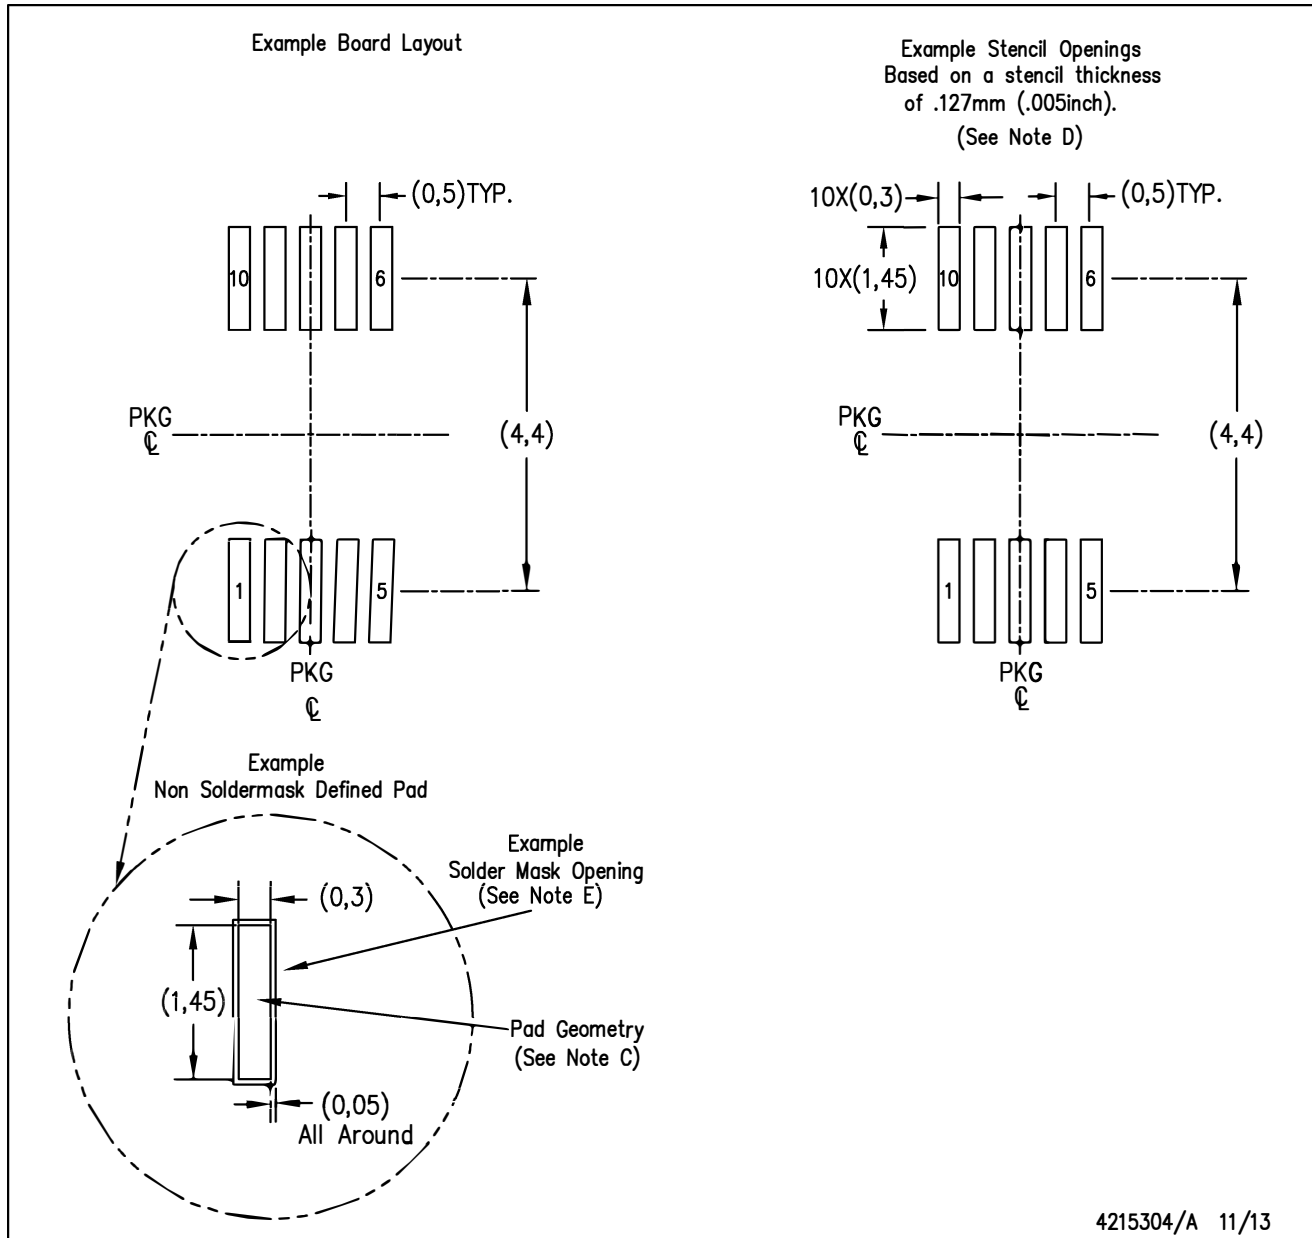 Example Board Layout
(0,5)TYP.
10
6
PKG
℄
(4,4)
1
5
PKG
℄
Example Stencil Openings
Based on a stencil thickness
of .127mm (.005inch).
(See Note D)
10X(0,3)
(0,5)TYP.
10X(1,45)
10
6
PKG
℄
(4,4)
1
5
PKG
℄
Example
Non Soldermask Defined Pad
Example
Solder Mask Opening
(See Note E)
(0,3)
(1,45)
Pad Geometry
(See Note C)
(0,05)
All Around
4215304/A 11/13